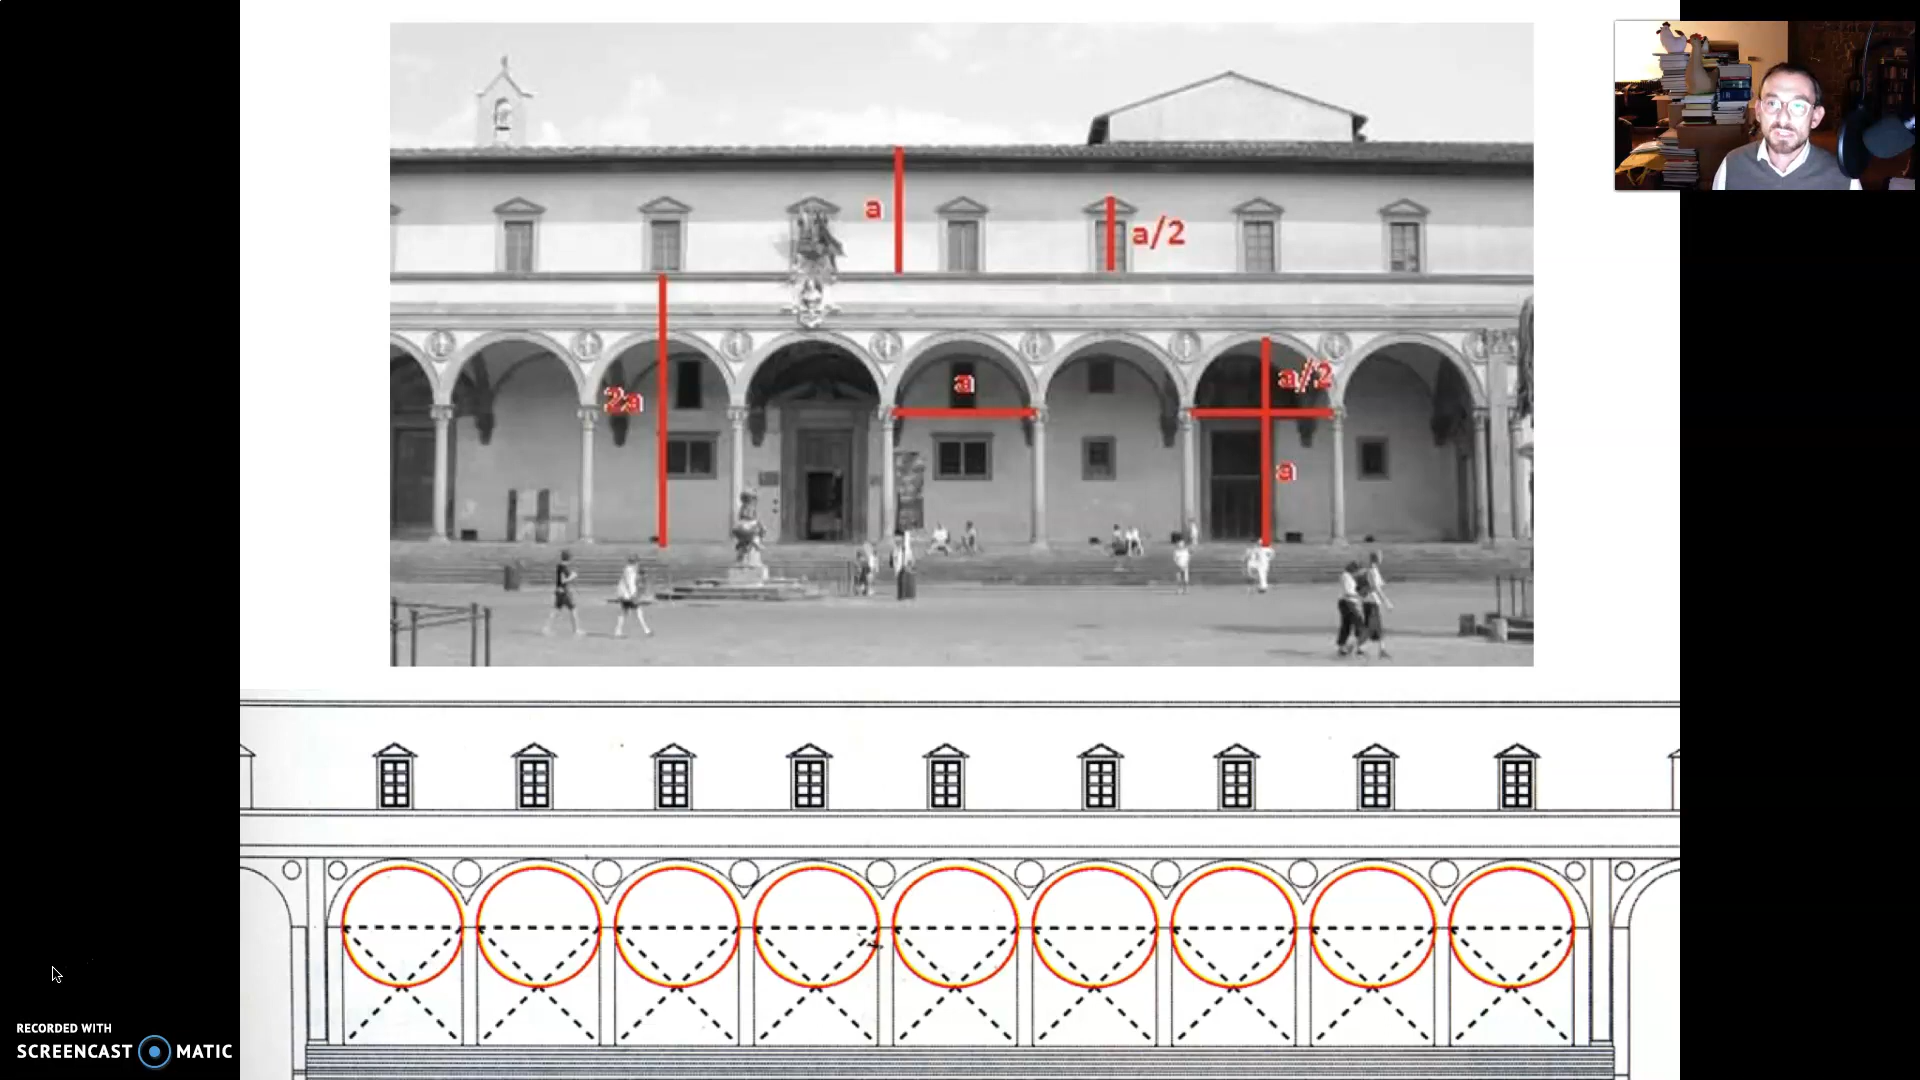 a
a/2
2a
a
a/2
a
RECORDED WITH
SCREENCAST MATIC